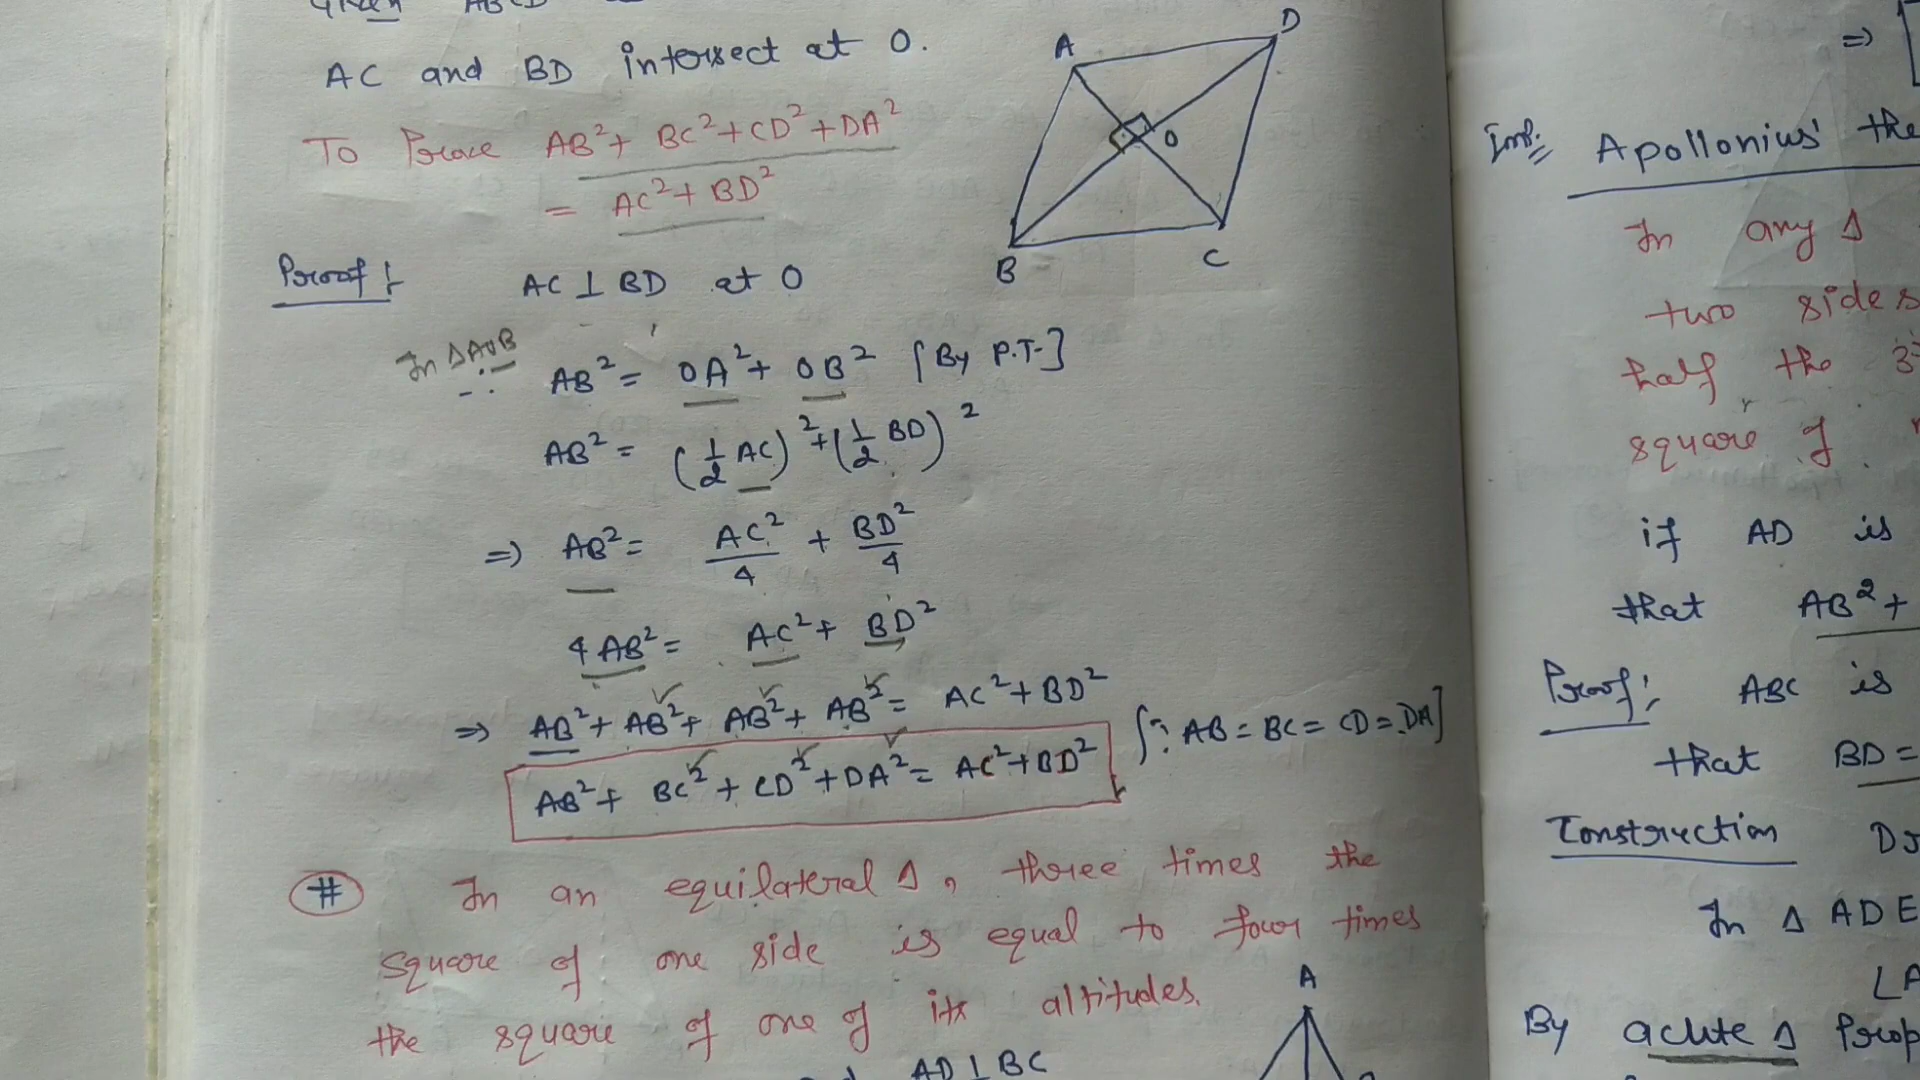 Given ABCD
AC and BD intersect at O.
To Prove AB²+ BC²+CD²+DA²
= AC²+ BD²
A
D
O
B
C
Proof : AC ⊥ BD at O
In ΔAOB
∴ AB² = OA²+ OB² [By P.T.]
AB² = (1/2 AC)²+(1/2 BD)²
=> AB² = AC²/4 + BD²/4
4AB² = AC²+ BD²
=> AB²+ AB²+ AB²+ AB² = AC²+BD²
AB²+ BC²+ CD²+DA² = AC²+BD² [∵ AB = BC = CD = DA]
# In an equilateral Δ, three times the
square of one side is equal to four times
the square of one of its altitudes.
A
AD ⊥ BC
=>
Imp. Apollonius' the
In any Δ
two sides
half the 3
square of
if AD is
that AB²+
Proof: ABC is
that BD =
Construction
In Δ ADE
∠A
By acute Δ Prop